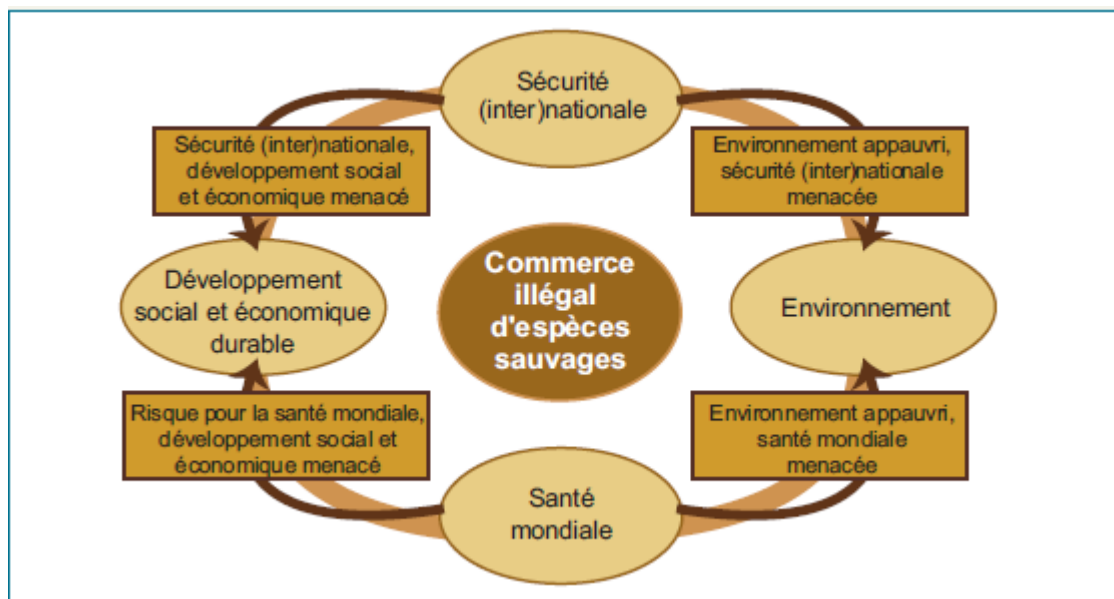 Sécurité
(inter)nationale
Sécurité (inter)nationale,
développement social
et économique menacé
Environnement appauvri,
sécurité (inter)nationale
menacée
Développement
social et économique
durable
Commerce
illégal
d'espèces
sauvages
Environnement
Risque pour la santé mondiale,
développement social et
économique menacé
Environnement appauvri,
santé mondiale
menacée
Santé
mondiale